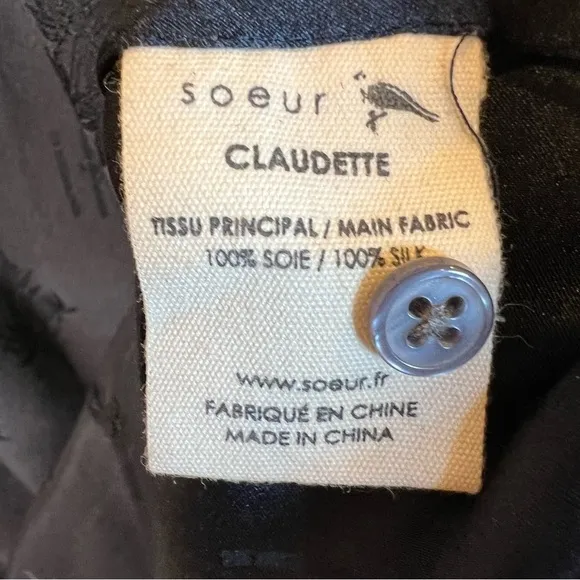 soeur
CLAUDETTE
TISSU PRINCIPAL / MAIN FABRIC
100% SOIE / 100% SILK
www.soeur.fr
FABRIQUÉ EN CHINE
MADE IN CHINA